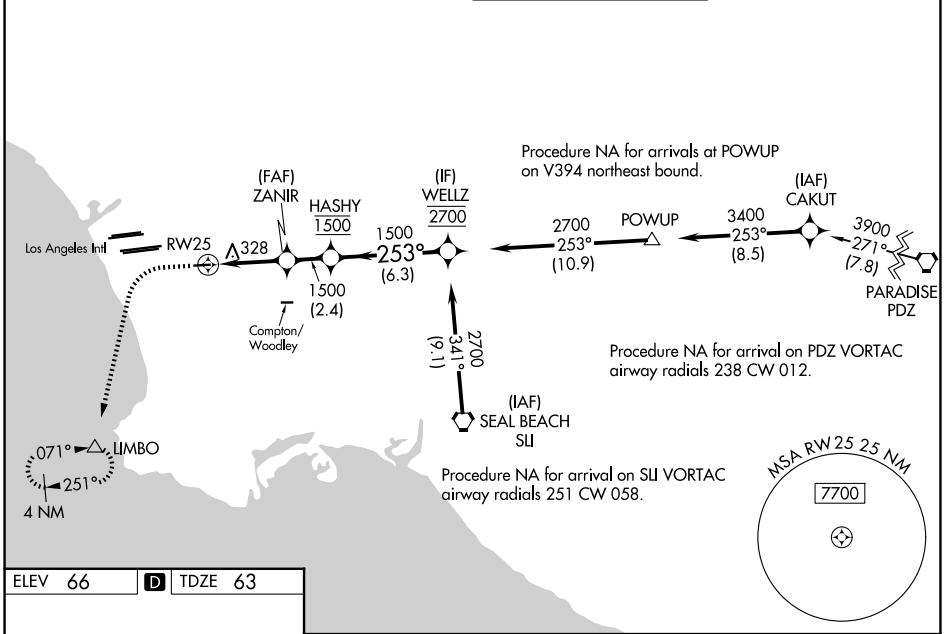 Procedure NA for arrivals at POWUP
on V394 northeast bound.
(FAF)
ZANIR
HASHY
1500
(IF)
WELLZ
2700
(IAF)
CAKUT
Los Angeles Intl
RW25
328
1500
253°
(6.3)
2700
253°
(10.9)
POWUP
3400
253°
(8.5)
3900
271°
(7.8)
PARADISE
PDZ
1500
(2.4)
Compton/
Woodley
2700
341°
(9.1)
Procedure NA for arrival on PDZ VORTAC
airway radials 238 CW 012.
(IAF)
SEAL BEACH
SLI
071°
LIMBO
251°
4 NM
Procedure NA for arrival on SLI VORTAC
airway radials 251 CW 058.
MSA RW25 25 NM
7700
ELEV 66
D
TDZE 63